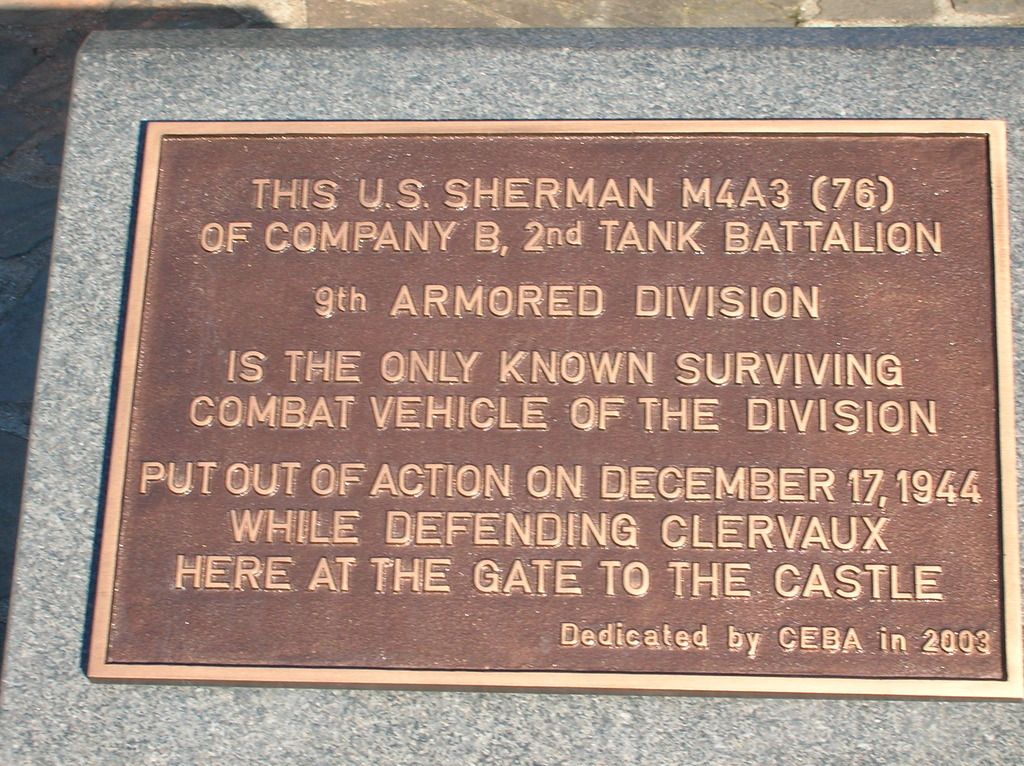 THIS U.S. SHERMAN M4A3 (76)
OF COMPANY B, 2nd TANK BATTALION
9th ARMORED DIVISION
IS THE ONLY KNOWN SURVIVING
COMBAT VEHICLE OF THE DIVISION
PUT OUT OF ACTION ON DECEMBER 17, 1944
WHILE DEFENDING CLERVAUX
HERE AT THE GATE TO THE CASTLE
Dedicated by CEBA in 2003